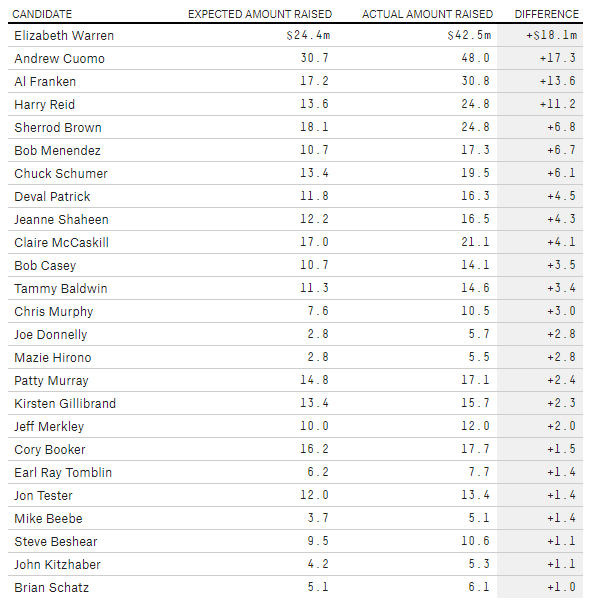 CANDIDATE EXPECTED AMOUNT RAISED ACTUAL AMOUNT RAISED DIFFERENCE
Elizabeth Warren $24.4m $42.5m +$18.1m
Andrew Cuomo 30.7 48.0 +17.3
Al Franken 17.2 30.8 +13.6
Harry Reid 13.6 24.8 +11.2
Sherrod Brown 18.1 24.8 +6.8
Bob Menendez 10.7 17.3 +6.7
Chuck Schumer 13.4 19.5 +6.1
Deval Patrick 11.8 16.3 +4.5
Jeanne Shaheen 12.2 16.5 +4.3
Claire McCaskill 17.0 21.1 +4.1
Bob Casey 10.7 14.1 +3.5
Tammy Baldwin 11.3 14.6 +3.4
Chris Murphy 7.6 10.5 +3.0
Joe Donnelly 2.8 5.7 +2.8
Mazie Hirono 2.8 5.5 +2.8
Patty Murray 14.8 17.1 +2.4
Kirsten Gillibrand 13.4 15.7 +2.3
Jeff Merkley 10.0 12.0 +2.0
Cory Booker 16.2 17.7 +1.5
Earl Ray Tomblin 6.2 7.7 +1.4
Jon Tester 12.0 13.4 +1.4
Mike Beebe 3.7 5.1 +1.4
Steve Beshear 9.5 10.6 +1.1
John Kitzhaber 4.2 5.3 +1.1
Brian Schatz 5.1 6.1 +1.0